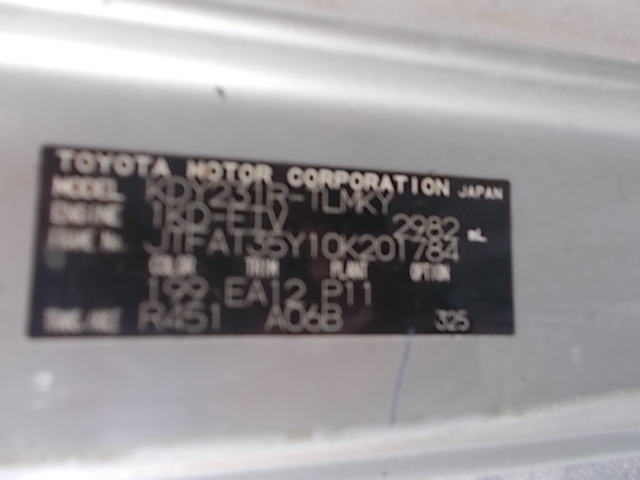 TOYOTA MOTOR CORPORATION JAPAN
MODEL KDY231R-TLMKY
ENGINE 1KD-FTV 2982 mL
FRAME No. JTFAT35Y10K201784
COLOR TRIM PLANT OPTION
199 EA12 P11
TRANS/AXLE R451 A06B 325